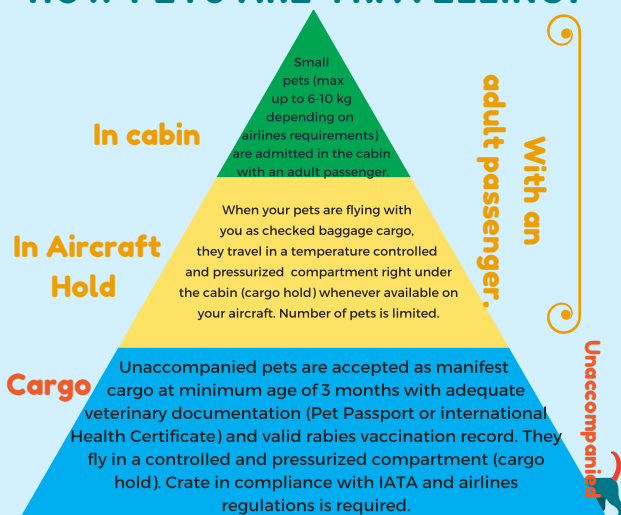 HOW PETS ARE TRAVELLING?
Small
pets (max
up to 6-10 kg
depending on
airlines requirements)
are admitted in the cabin
with an adult passenger.
In cabin
With an
adult passenger.
When your pets are flying with
you as checked baggage cargo,
they travel in a temperature controlled
and pressurized compartment right under
the cabin (cargo hold) whenever available on
your aircraft. Number of pets is limited.
In Aircraft
Hold
Cargo
Unaccompanied pets are accepted as manifest
cargo at minimum age of 3 months with adequate
veterinary documentation (Pet Passport or international
Health Certificate) and valid rabies vaccination record. They
fly in a controlled and pressurized compartment (cargo
hold). Crate in compliance with IATA and airlines
regulations is required.
Unaccompanied